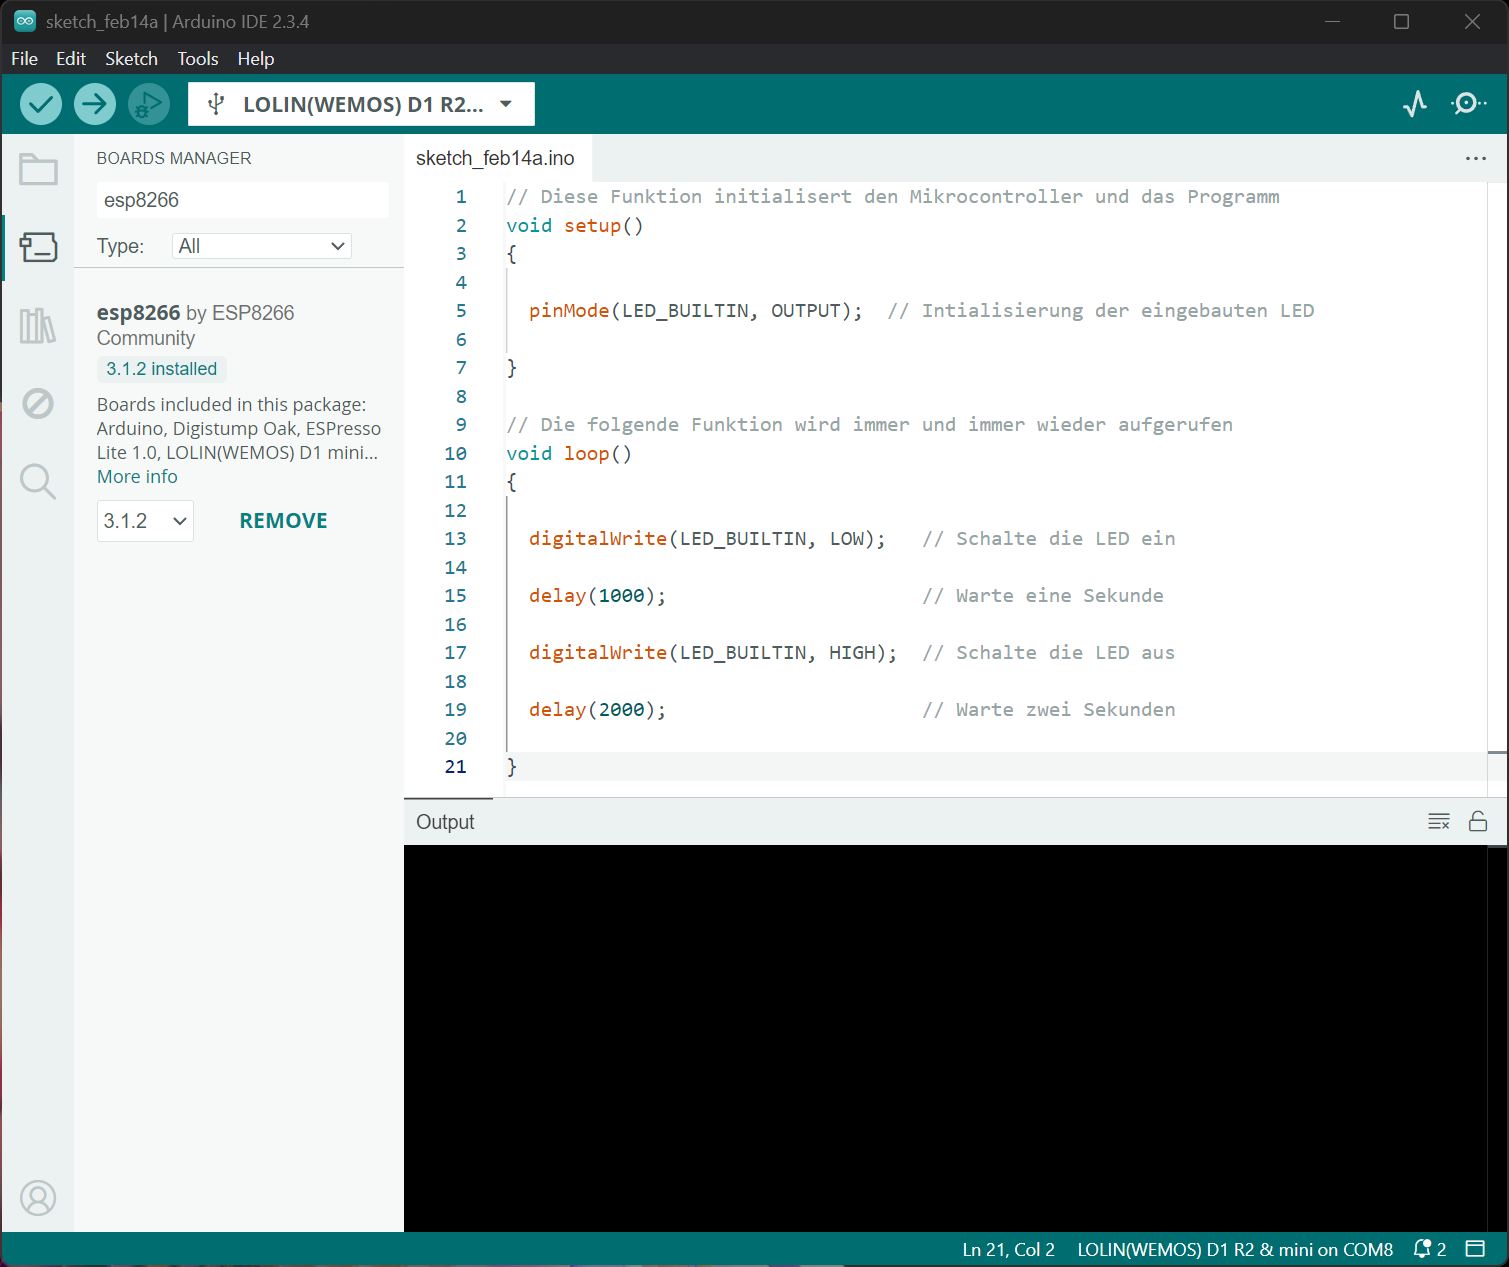 sketch_feb14a | Arduino IDE 2.3.4
File Edit Sketch Tools Help
LOLIN(WEMOS) D1 R2...
BOARDS MANAGER
esp8266
Type: All
esp8266 by ESP8266
Community
3.1.2 installed
Boards included in this package:
Arduino, Digistump Oak, ESPresso
Lite 1.0, LOLIN(WEMOS) D1 mini...
More info
3.1.2 REMOVE
sketch_feb14a.ino
1 // Diese Funktion initialisert den Mikrocontroller und das Programm
2 void setup()
3 {
4
5 pinMode(LED_BUILTIN, OUTPUT); // Intialisierung der eingebauten LED
6
7 }
8
9 // Die folgende Funktion wird immer und immer wieder aufgerufen
10 void loop()
11 {
12
13 digitalWrite(LED_BUILTIN, LOW); // Schalte die LED ein
14
15 delay(1000); // Warte eine Sekunde
16
17 digitalWrite(LED_BUILTIN, HIGH); // Schalte die LED aus
18
19 delay(2000); // Warte zwei Sekunden
20
21 }
Output
Ln 21, Col 2 LOLIN(WEMOS) D1 R2 & mini on COM8 2